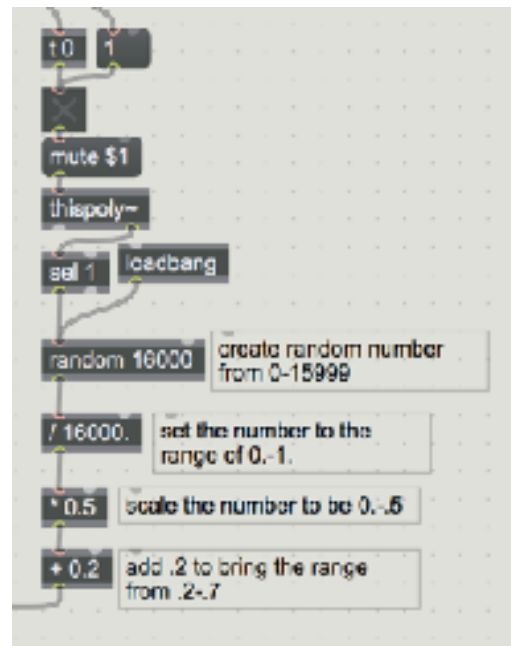 t 0
1
mute $1
thispoly~
sel 1
loadbang
random 16000
create random number
from 0-15999
/ 16000.
set the number to the
range of 0.-1.
* 0.5
scale the number to be 0.-.5
+ 0.2
add .2 to bring the range
from .2-.7